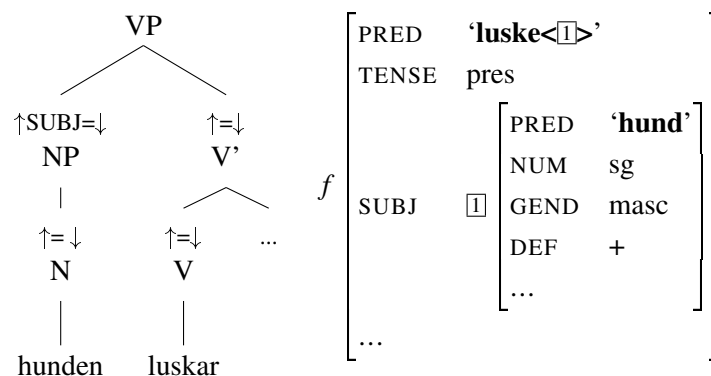 VP
↑SUBJ=↓ ↑=↓
NP V’
↑= ↓ ↑=↓ ...
N V
hunden luskar
f
PRED ‘luske<1>’
TENSE pres
SUBJ 1
PRED ‘hund’
NUM sg
GEND masc
DEF +
...
...